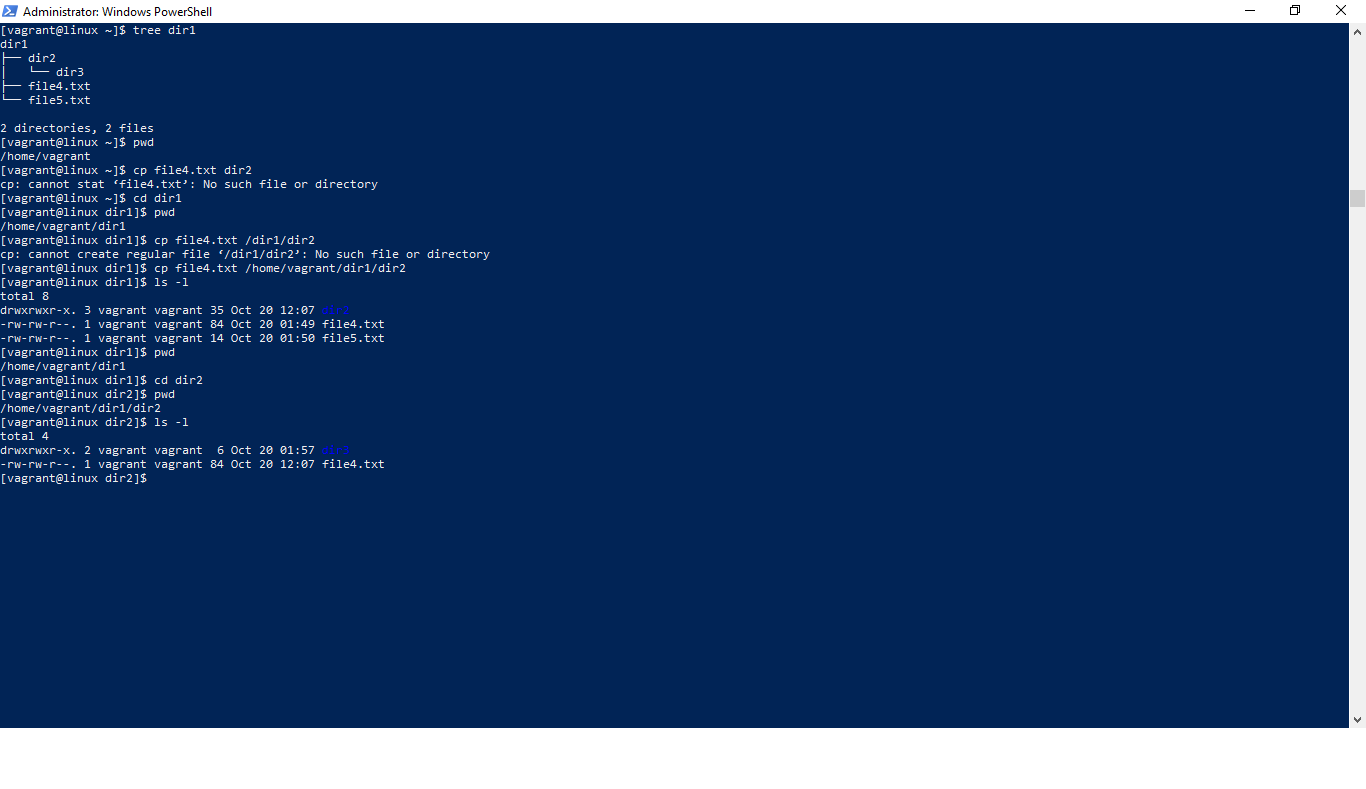 Administrator: Windows PowerShell
[vagrant@linux ~]$ tree dir1
dir1
├── dir2
│   └── dir3
├── file4.txt
└── file5.txt

2 directories, 2 files
[vagrant@linux ~]$ pwd
/home/vagrant
[vagrant@linux ~]$ cp file4.txt dir2
cp: cannot stat ‘file4.txt’: No such file or directory
[vagrant@linux ~]$ cd dir1
[vagrant@linux dir1]$ pwd
/home/vagrant/dir1
[vagrant@linux dir1]$ cp file4.txt /dir1/dir2
cp: cannot create regular file ‘/dir1/dir2’: No such file or directory
[vagrant@linux dir1]$ cp file4.txt /home/vagrant/dir1/dir2
[vagrant@linux dir1]$ ls -l
total 8
drwxrwxr-x. 3 vagrant vagrant 35 Oct 20 12:07 dir2
-rw-rw-r--. 1 vagrant vagrant 84 Oct 20 01:49 file4.txt
-rw-rw-r--. 1 vagrant vagrant 14 Oct 20 01:50 file5.txt
[vagrant@linux dir1]$ pwd
/home/vagrant/dir1
[vagrant@linux dir1]$ cd dir2
[vagrant@linux dir2]$ pwd
/home/vagrant/dir1/dir2
[vagrant@linux dir2]$ ls -l
total 4
drwxrwxr-x. 2 vagrant vagrant  6 Oct 20 01:57 dir3
-rw-rw-r--. 1 vagrant vagrant 84 Oct 20 12:07 file4.txt
[vagrant@linux dir2]$